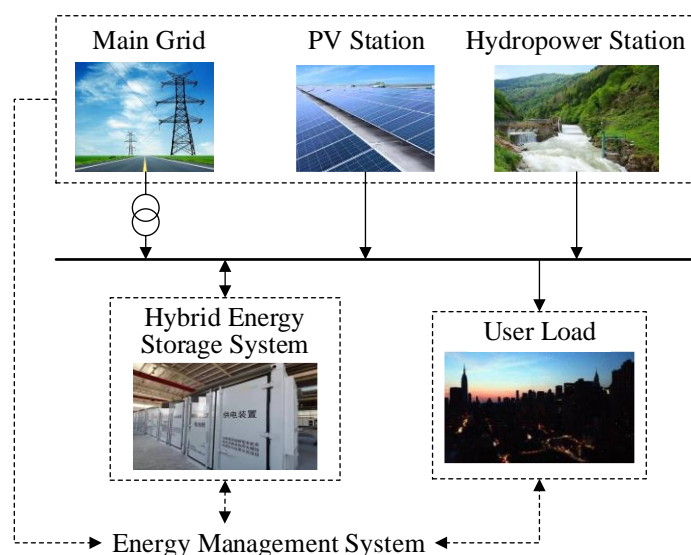 Main Grid
PV Station
Hydropower Station
Hybrid Energy
Storage System
User Load
供电装置
Energy Management System